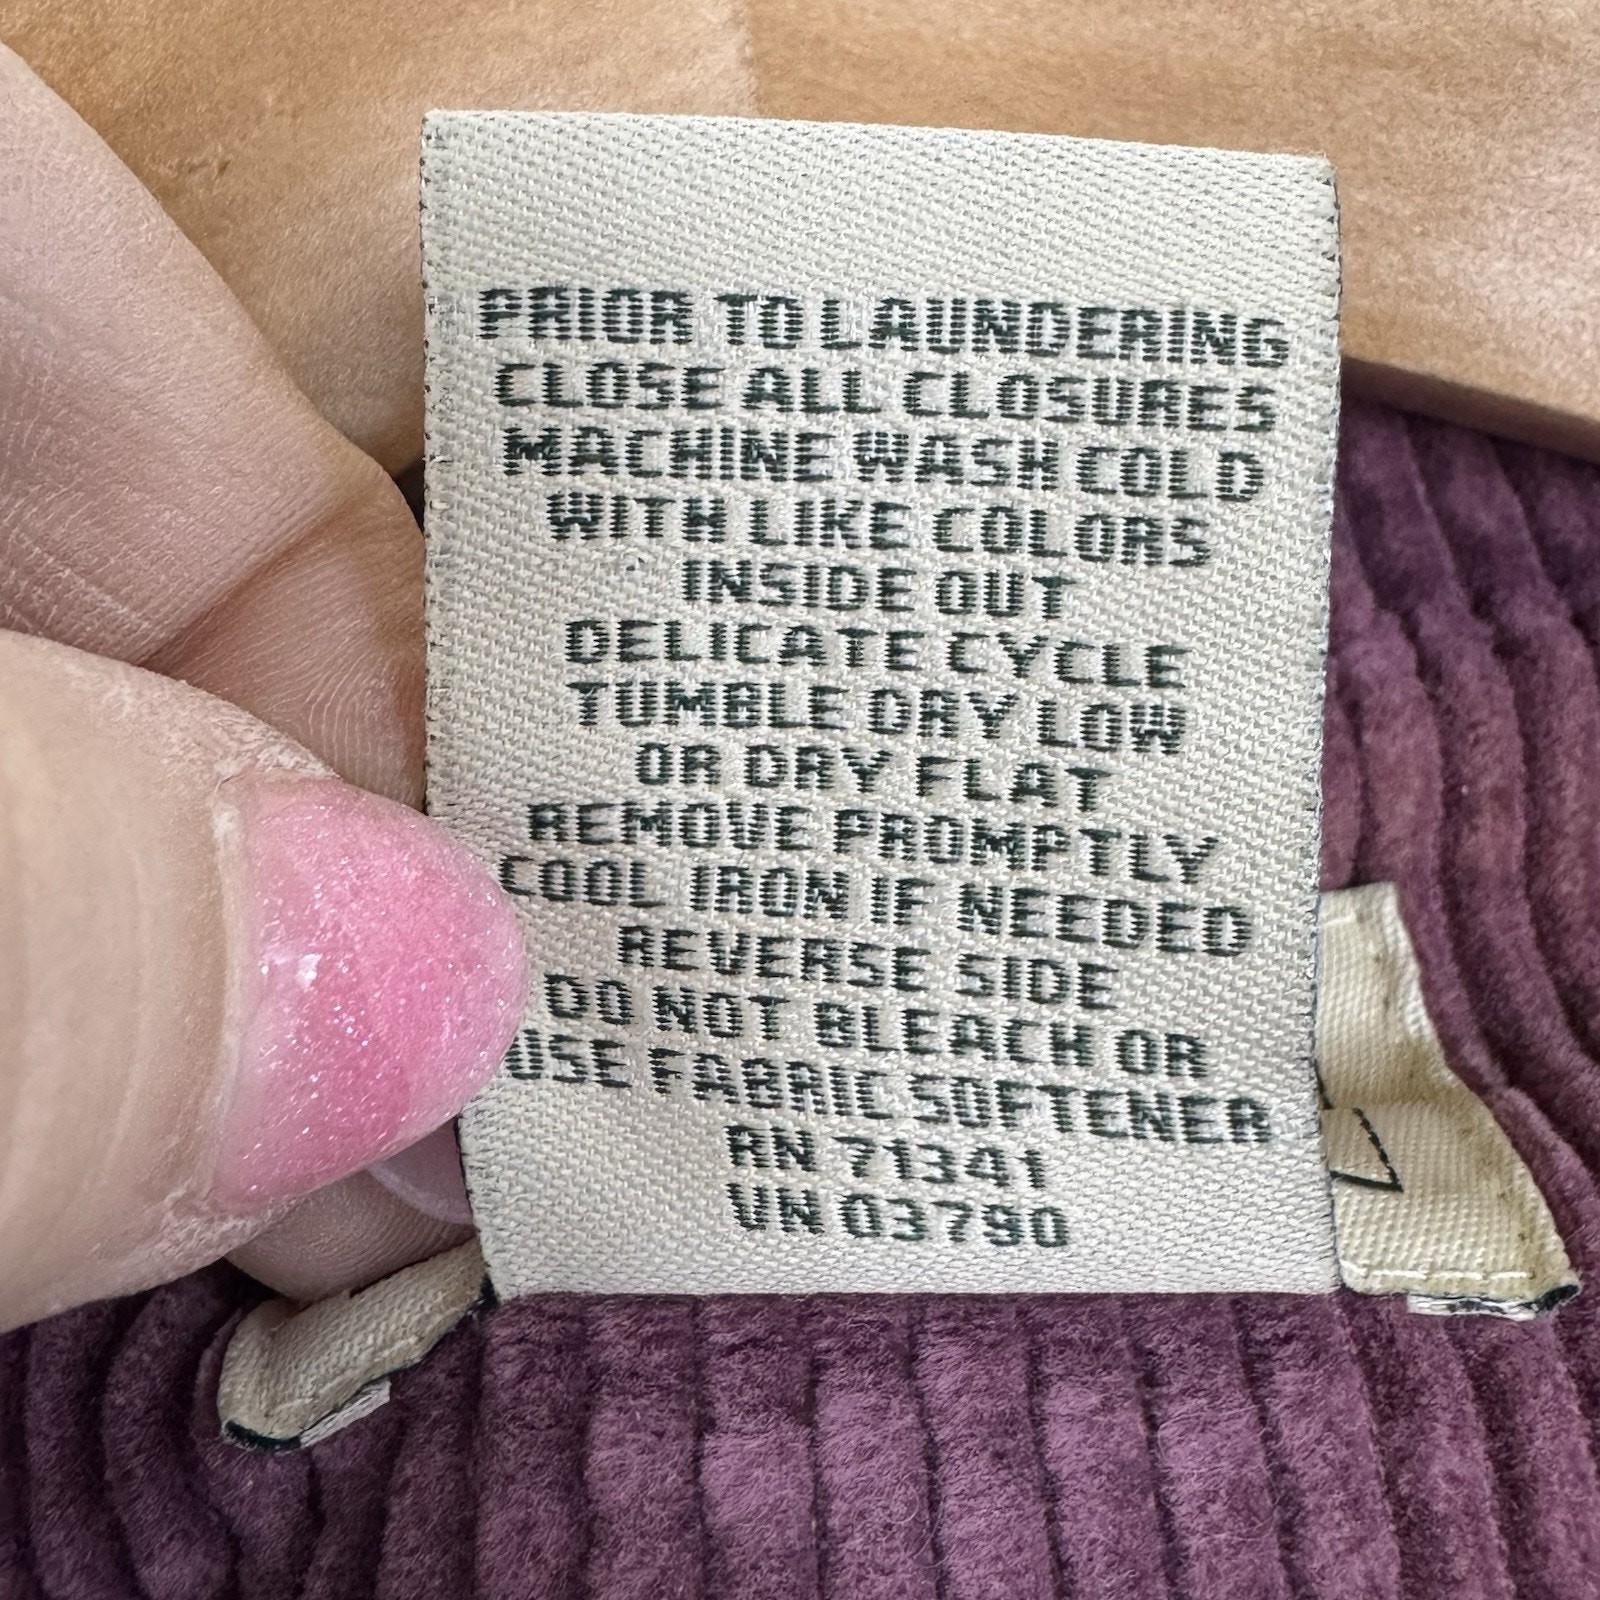 PRIOR TO LAUNDERING
CLOSE ALL CLOSURES
MACHINE WASH COLD
WITH LIKE COLORS
INSIDE OUT
DELICATE CYCLE
TUMBLE DRY LOW
OR DRY FLAT
REMOVE PROMPTLY
COOL IRON IF NEEDED
REVERSE SIDE
DO NOT BLEACH OR
USE FABRIC SOFTENER
RN 71341
VN 03790